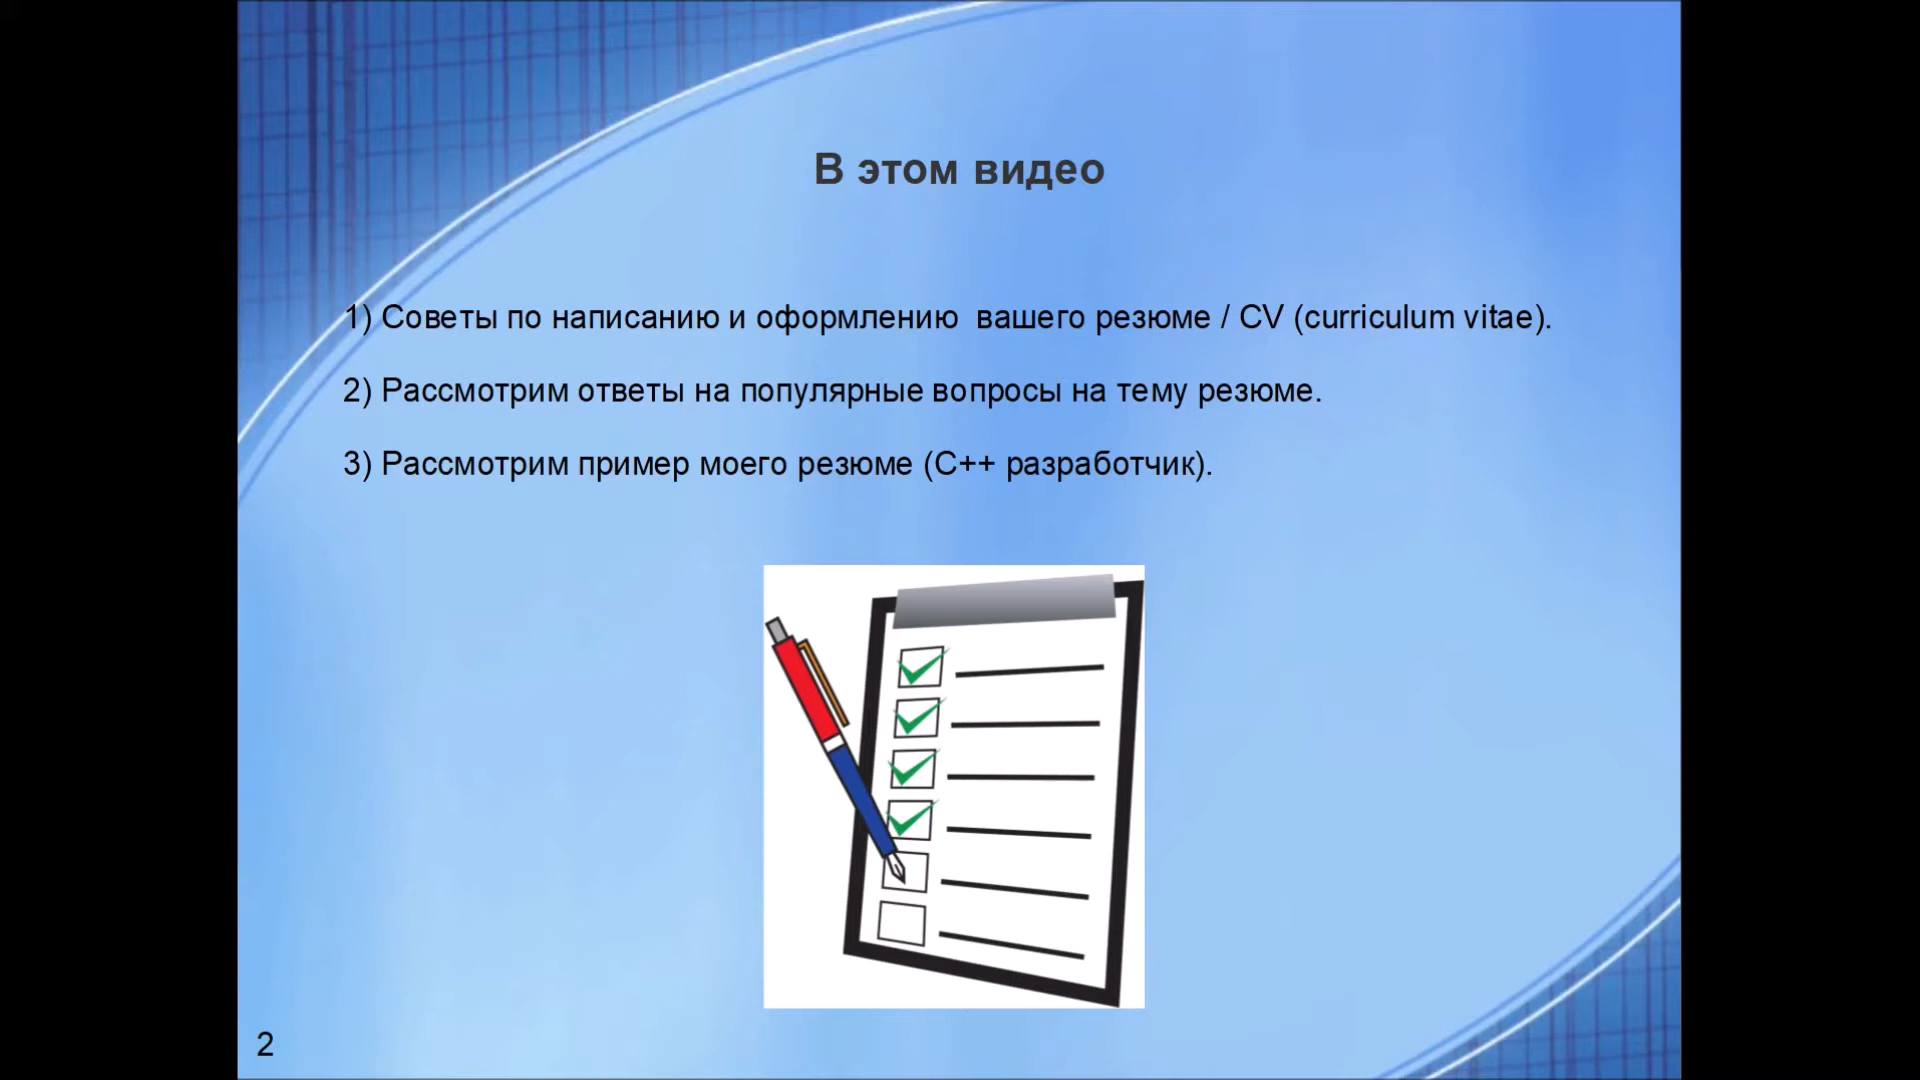 В этом видео
1) Советы по написанию и оформлению вашего резюме / CV (curriculum vitae).
2) Рассмотрим ответы на популярные вопросы на тему резюме.
3) Рассмотрим пример моего резюме (C++ разработчик).
2